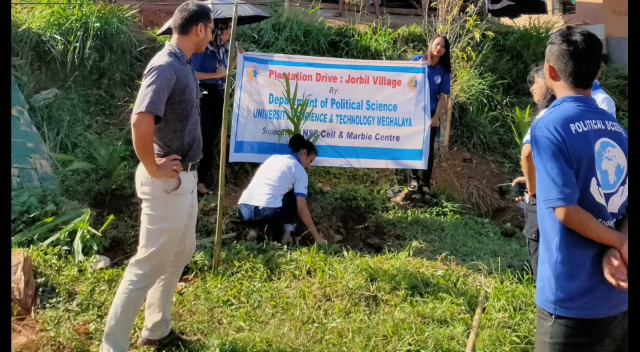 Plantation Drive : Jorbil Village
By:
Department of Political Science
UNIVERSITY OF SCIENCE & TECHNOLOGY MEGHALAYA
NSS Cell & Marble Centre
POLITICAL SCIENCE